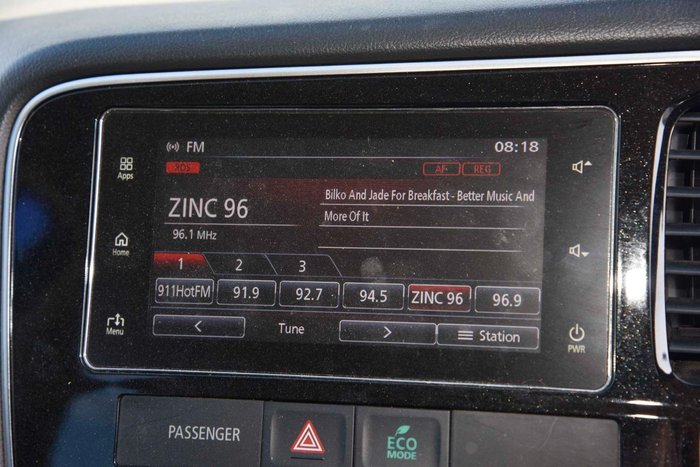 FM 08:18
RDS AF REG
Apps
ZINC 96
96.1 MHz
Bilko And Jade For Breakfast - Better Music And
More Of It
Home
1 2 3
911HotFM 91.9 92.7 94.5 ZINC 96 96.9
Menu
< Tune > Station
PWR
PASSENGER
ECO
MODE